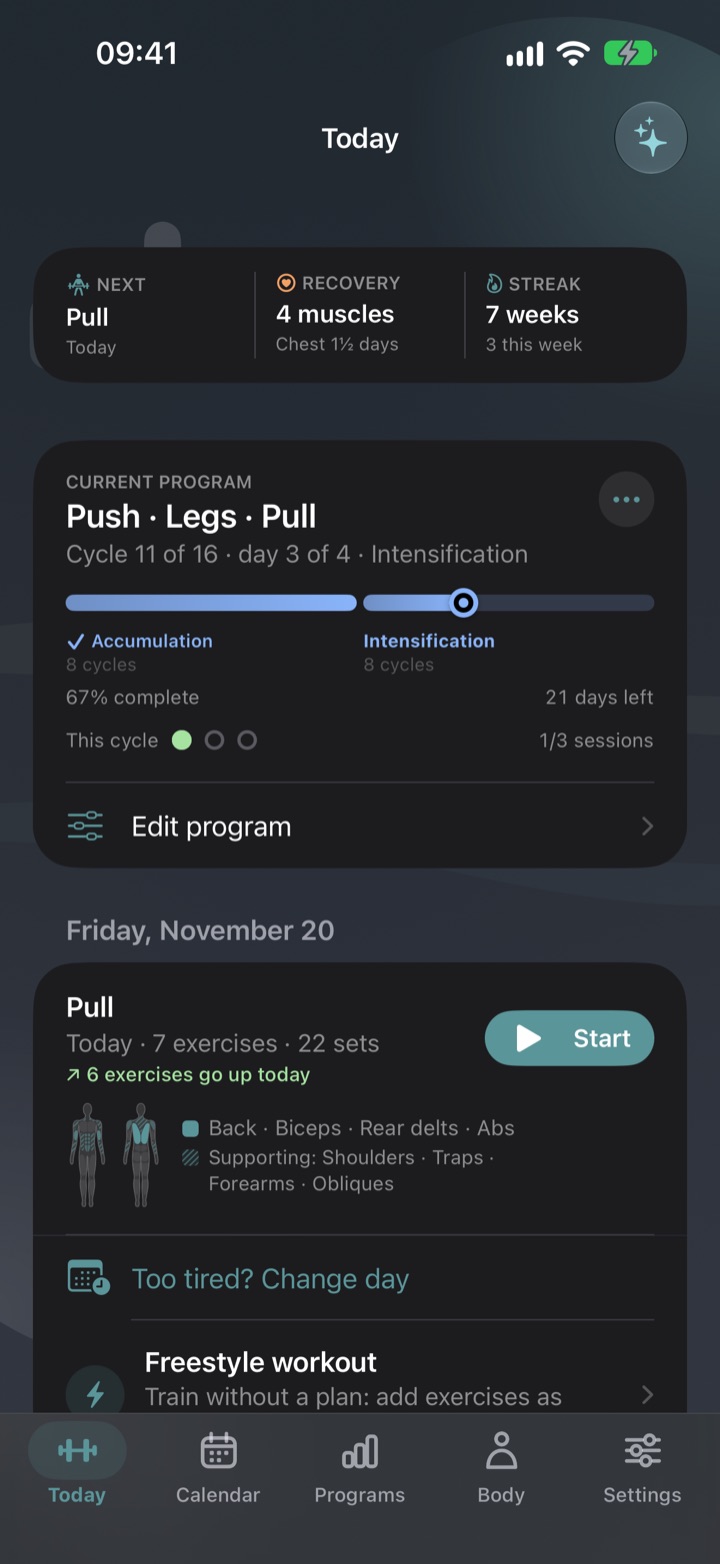 09:41
Today
NEXT
Pull
Today
RECOVERY
4 muscles
Chest 1½ days
STREAK
7 weeks
3 this week
CURRENT PROGRAM
Push · Legs · Pull
Cycle 11 of 16 · day 3 of 4 · Intensification
Accumulation
8 cycles
Intensification
8 cycles
67% complete
21 days left
This cycle
1/3 sessions
Edit program
Friday, November 20
Pull
Today · 7 exercises · 22 sets
6 exercises go up today
Start
Back · Biceps · Rear delts · Abs
Supporting: Shoulders · Traps ·
Forearms · Obliques
Too tired? Change day
Freestyle workout
Train without a plan: add exercises as
Today
Calendar
Programs
Body
Settings